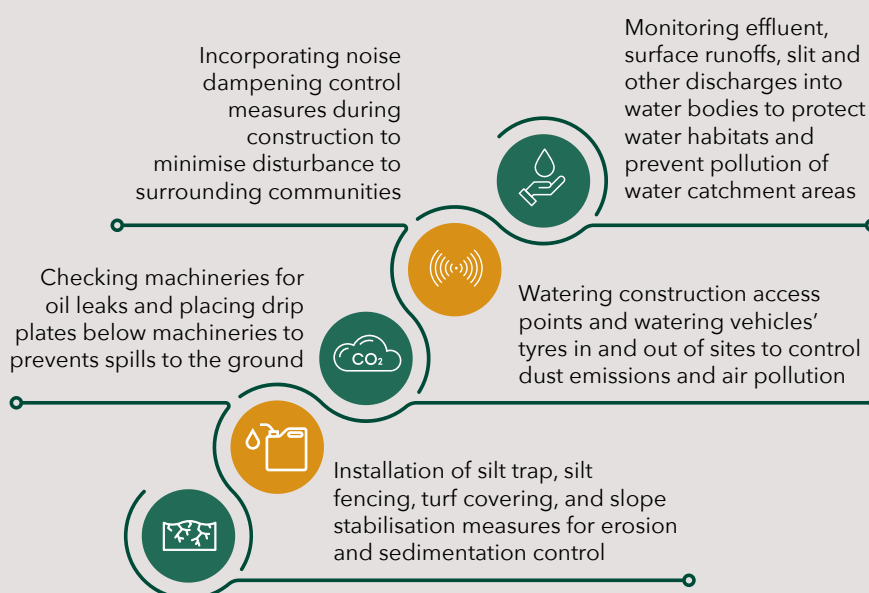 Incorporating noise
dampening control
measures during
construction to
minimise disturbance to
surrounding communities
Monitoring effluent,
surface runoffs, slit and
other discharges into
water bodies to protect
water habitats and
prevent pollution of
water catchment areas
Checking machineries for
oil leaks and placing drip
plates below machineries to
prevents spills to the ground
CO₂
Watering construction access
points and watering vehicles’
tyres in and out of sites to control
dust emissions and air pollution
Installation of silt trap, silt
fencing, turf covering, and slope
stabilisation measures for erosion
and sedimentation control